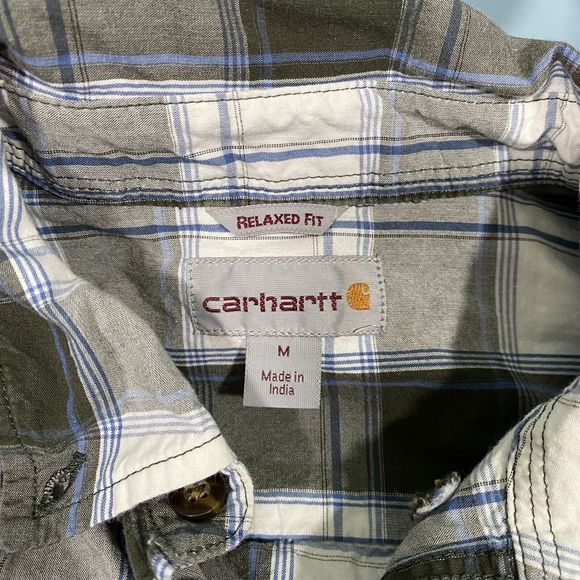 RELAXED FIT
carhartt
M
Made in
India